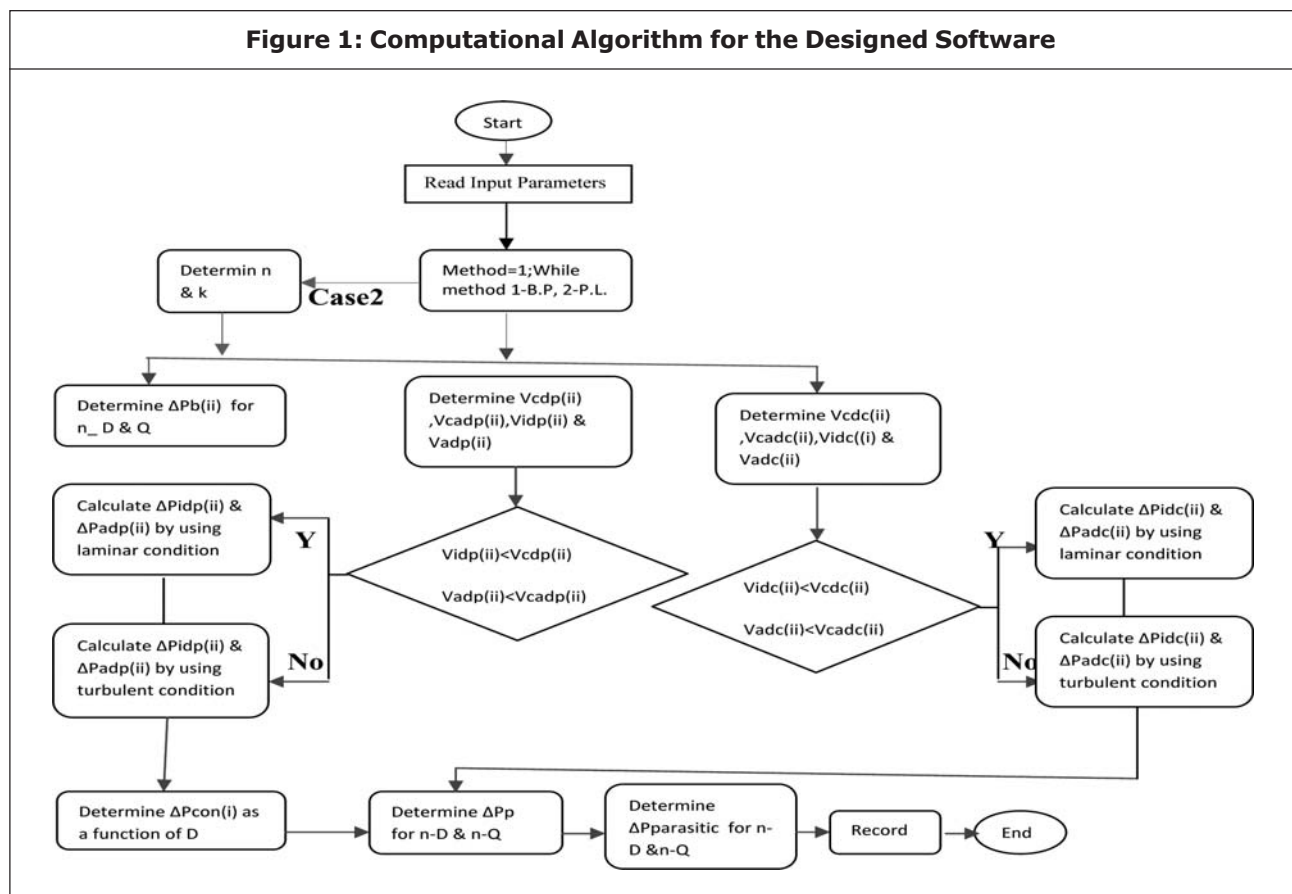 Figure 1: Computational Algorithm for the Designed Software
Start
Read Input Parameters
Method=1;While
method 1-B.P, 2-P.L.
Case2
Determin n
& k
Determine ΔPb(ii) for
n_ D & Q
Determine Vcdp(ii)
,Vcadp(ii),Vidp(ii) &
Vadp(ii)
Determine Vcdc(ii)
,Vcadc(ii),Vidc((i) &
Vadc(ii)
Calculate ΔPidp(ii) &
ΔPadp(ii) by using
laminar condition
Y
Vidp(ii)<Vcdp(ii)
Vadp(ii)<Vcadp(ii)
No
Calculate ΔPidp(ii) &
ΔPadp(ii) by using
turbulent condition
Vidc(ii)<Vcdc(ii)
Vadc(ii)<Vcadc(ii)
Y
Calculate ΔPidc(ii) &
ΔPadc(ii) by using
laminar condition
No
Calculate ΔPidc(ii) &
ΔPadc(ii) by using
turbulent condition
Determine ΔPcon(i) as
a function of D
Determine ΔPp
for n-D & n-Q
Determine
ΔPparasitic for n-
D &n-Q
Record
End